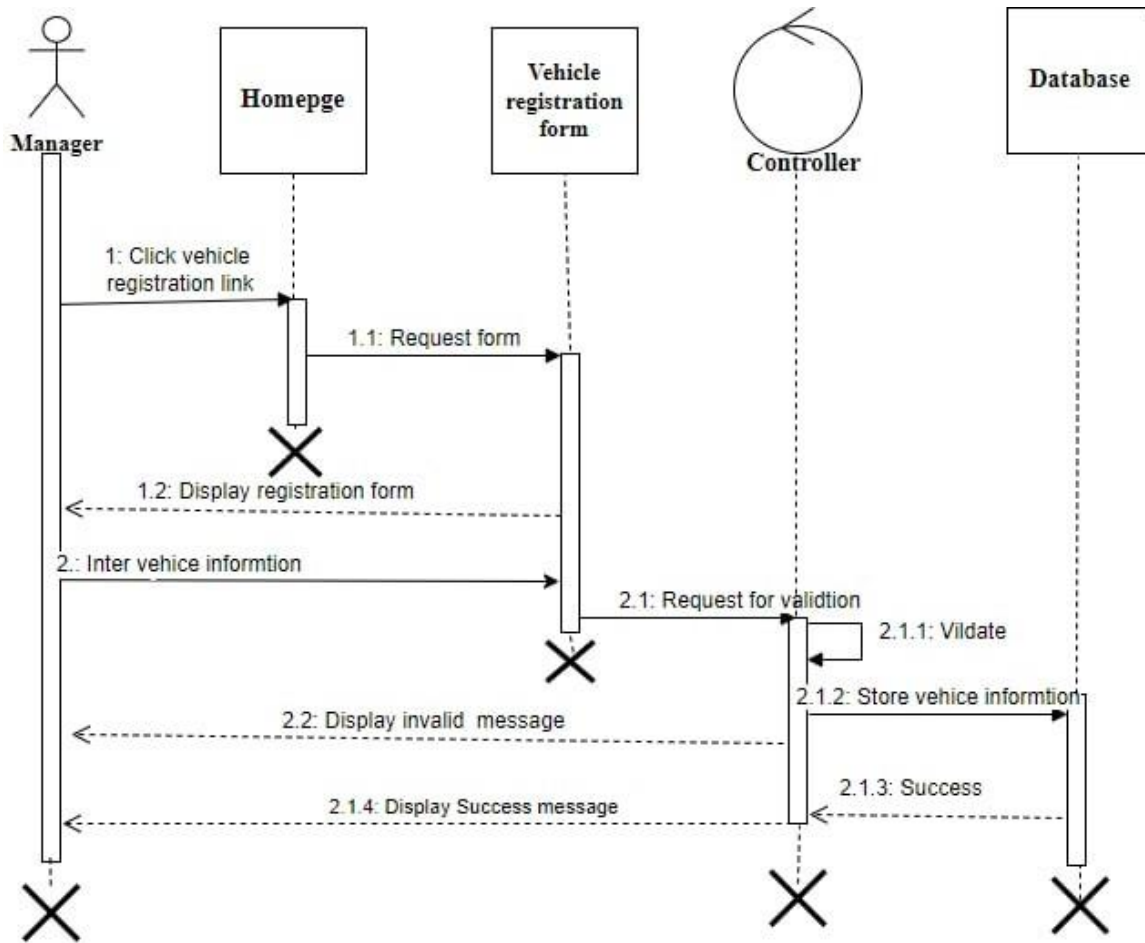 Manager
Homepge
Vehicle
registration
form
Controller
Database
1: Click vehicle
registration link
1.1: Request form
1.2: Display registration form
2.: Inter vehice informtion
2.1: Request for validtion
2.1.1: Vildate
2.1.2: Store vehice informtion
2.2: Display invalid message
2.1.3: Success
2.1.4: Display Success message